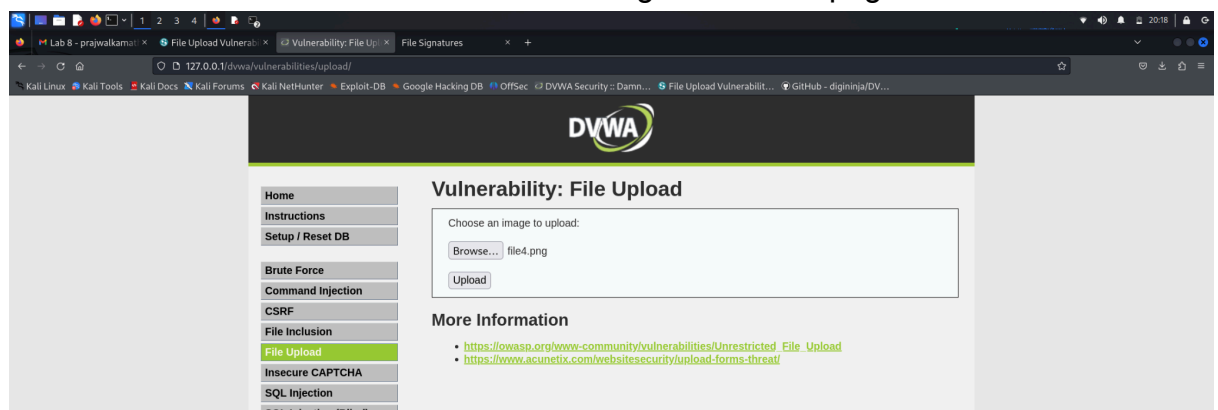 1 2 3 4
20:18
M Lab 8 - prajwalkamat
File Upload Vulnerabi
Vulnerability: File Upl
File Signatures
127.0.0.1/dvwa/vulnerabilities/upload/
Kali Linux Kali Tools Kali Docs Kali Forums Kali NetHunter Exploit-DB Google Hacking DB OffSec DVWA Security :: Damn... File Upload Vulnerabilit... GitHub - digininja/DV...
DVWA
Home
Instructions
Setup / Reset DB
Brute Force
Command Injection
CSRF
File Inclusion
File Upload
Insecure CAPTCHA
SQL Injection
Vulnerability: File Upload
Choose an image to upload:
Browse... file4.png
Upload
More Information
https://owasp.org/www-community/vulnerabilities/Unrestricted_File_Upload
https://www.acunetix.com/websitesecurity/upload-forms-threat/